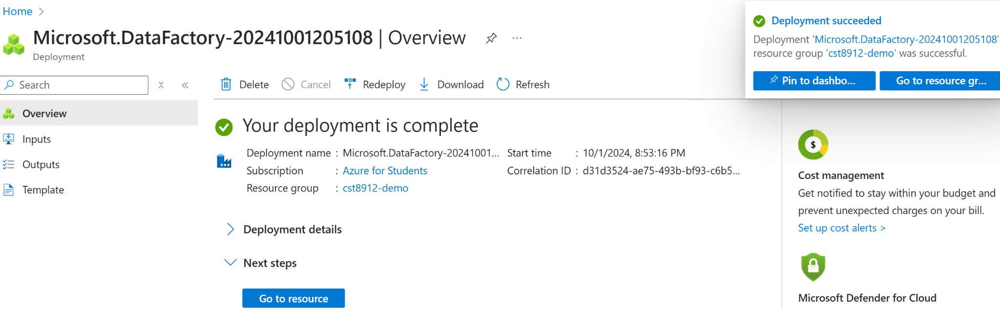 Home
Microsoft.DataFactory-20241001205108 | Overview
Deployment
Search
Overview
Inputs
Outputs
Template
Delete
Cancel
Redeploy
Download
Refresh
Your deployment is complete
Deployment name : Microsoft.DataFactory-20241001...
Subscription : Azure for Students
Resource group : cst8912-demo
Start time : 10/1/2024, 8:53:16 PM
Correlation ID : d31d3524-ae75-493b-bf93-c6b5...
Deployment details
Next steps
Go to resource
Deployment succeeded
Deployment 'Microsoft.DataFactory-20241001205108'
resource group 'cst8912-demo' was successful.
Pin to dashbo...
Go to resource gr...
$
Cost management
Get notified to stay within your budget and
prevent unexpected charges on your bill.
Set up cost alerts >
Microsoft Defender for Cloud